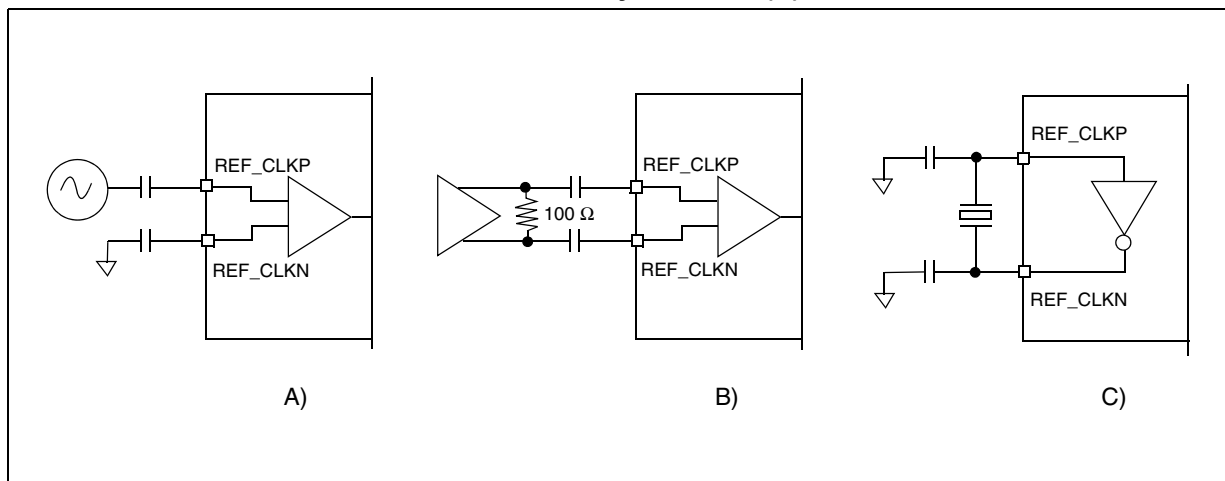 REF_CLKP
REF_CLKN
A)
REF_CLKP
100 Ω
REF_CLKN
B)
REF_CLKP
REF_CLKN
C)